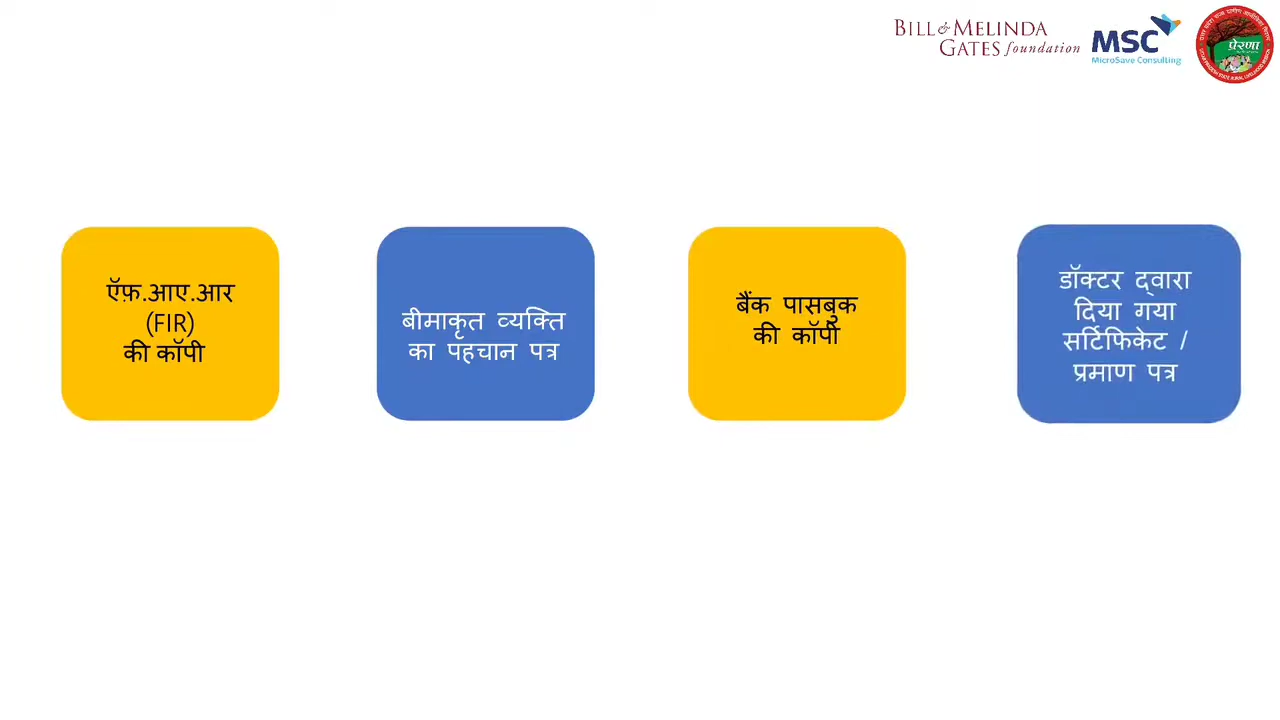 BILL & MELINDA
GATES foundation
MSC
MicroSave Consulting
प्रेरणा
ऍफ़.आए.आर
(FIR)
की कॉपी
बीमाकृत व्यक्ति
का पहचान पत्र
बैंक पासबुक
की कॉपी
डॉक्टर द्वारा
दिया गया
सर्टिफिकेट /
प्रमाण पत्र